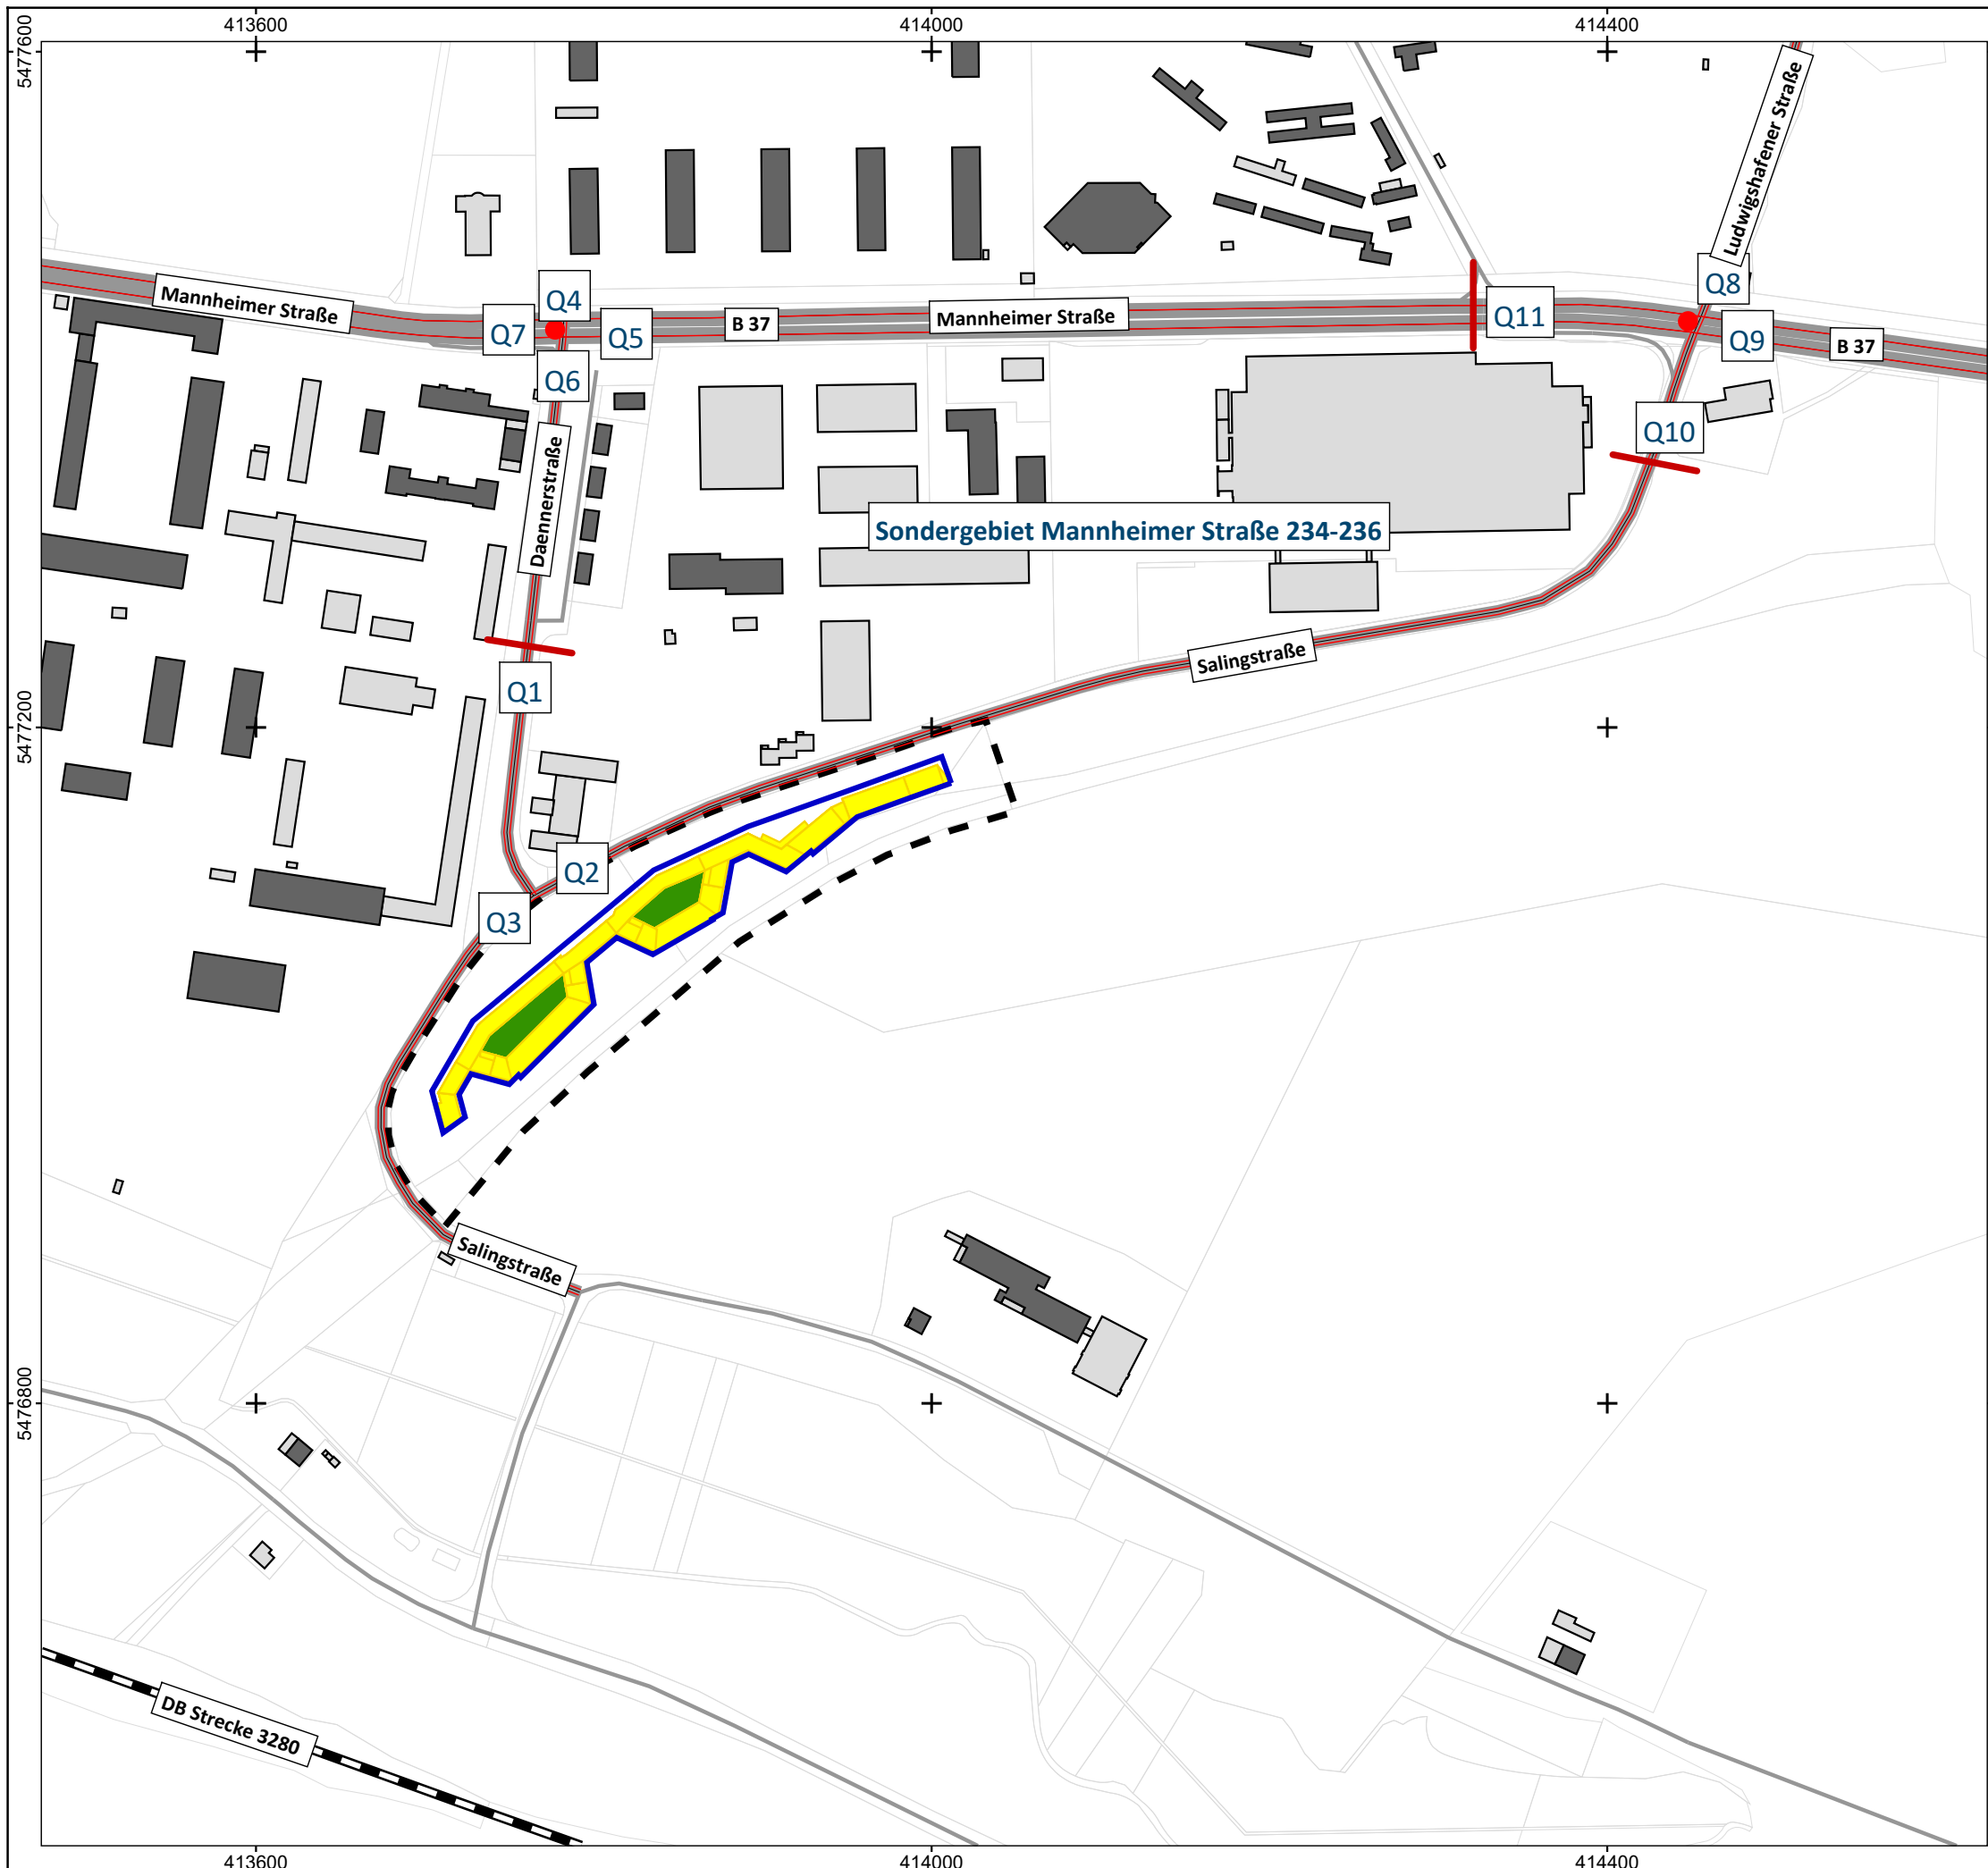 413600
414000
414400
5477600
Ludwigshafener Straße
Mannheimer Straße
Q4
Q8
Q7
Q5
B 37
Mannheimer Straße
Q11
Q9
B 37
Q6
Q10
Daennerstraße
Sondergebiet Mannheimer Straße 234-236
Salingstraße
Q1
5477200
Q2
Q3
Salingstraße
5476800
DB Strecke 3280
413600
414000
414400